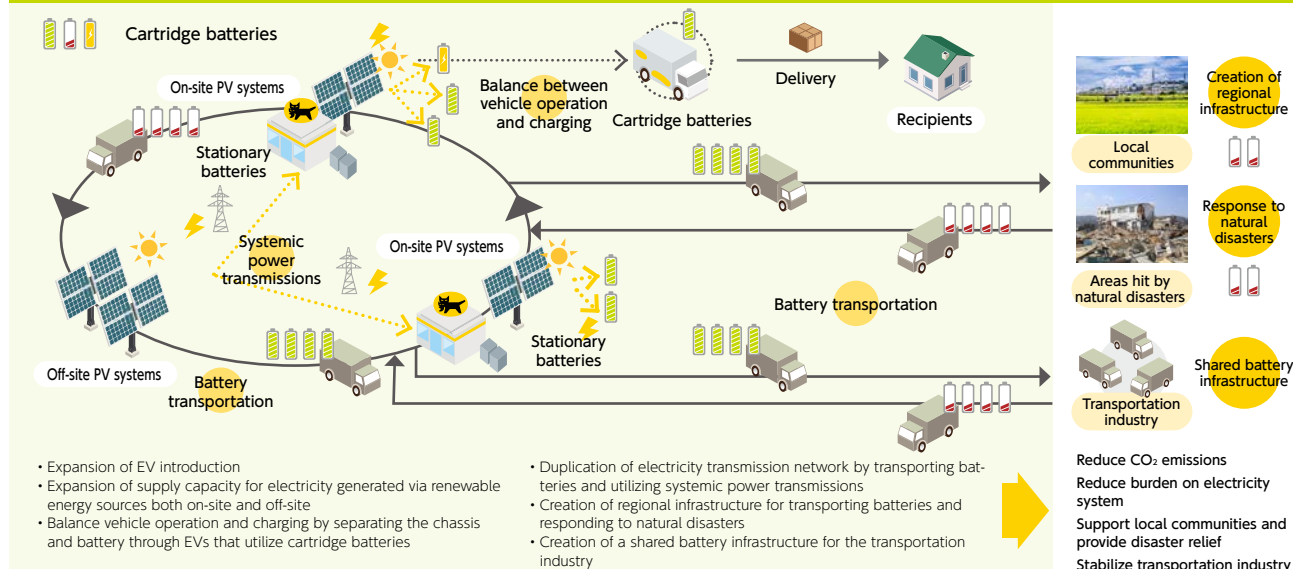 Cartridge batteries
On-site PV systems
Stationary
batteries
Balance between
vehicle operation
and charging
Cartridge batteries
Delivery
Recipients
Systemic
power
transmissions
On-site PV systems
Stationary
batteries
Off-site PV systems
Battery
transportation
Battery transportation
Local
communities
Creation of
regional
infrastructure
Areas hit by
natural disasters
Response to
natural
disasters
Transportation
industry
Shared battery
infrastructure
• Expansion of EV introduction
• Expansion of supply capacity for electricity generated via renewable
energy sources both on-site and off-site
• Balance vehicle operation and charging by separating the chassis
and battery through EVs that utilize cartridge batteries
• Duplication of electricity transmission network by transporting bat-
teries and utilizing systemic power transmissions
• Creation of regional infrastructure for transporting batteries and
responding to natural disasters
• Creation of a shared battery infrastructure for the transportation
industry
Reduce CO₂ emissions
Reduce burden on electricity
system
Support local communities and
provide disaster relief
Stabilize transportation industry